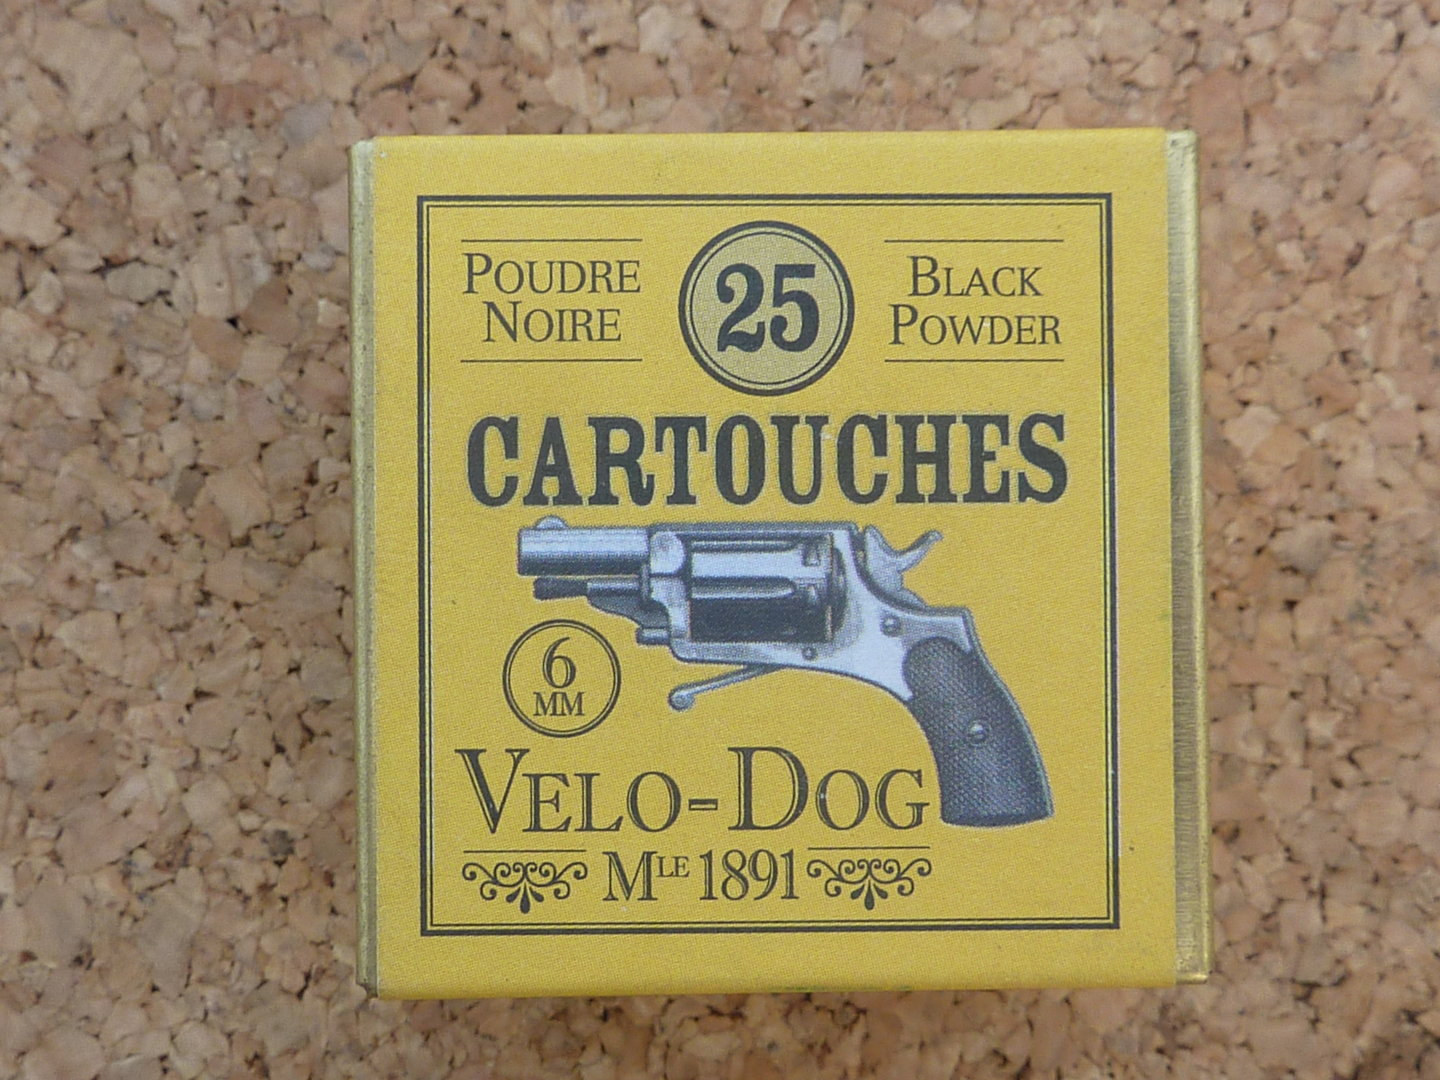 POUDRE
NOIRE
25
BLACK
POWDER
CARTOUCHES
6
MM
VELO-DOG
MLE 1891